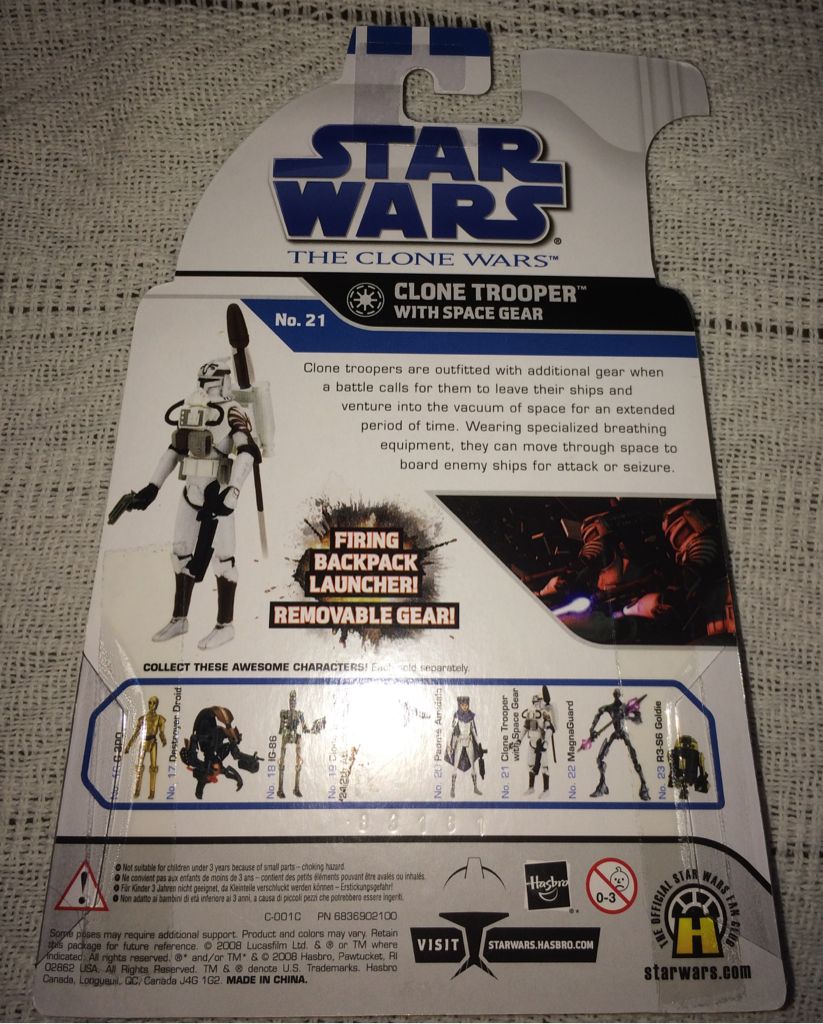 STAR
WARS®
THE CLONE WARS™
CLONE TROOPER™
WITH SPACE GEAR
No. 21
Clone troopers are outfitted with additional gear when
a battle calls for them to leave their ships and
venture into the vacuum of space for an extended
period of time. Wearing specialized breathing
equipment, they can move through space to
board enemy ships for attack or seizure.
FIRING
BACKPACK
LAUNCHER!
REMOVABLE GEAR!
COLLECT THESE AWESOME CHARACTERS! Each sold separately.
No. 16 C-3PO
No. 17 Destroyer Droid
No. 18 IG-86
No. 19
No. 20 Padmé Amidala
No. 21 Clone Trooper
with Space Gear
No. 22 MagnaGuard
No. 23 R3-S6 Goldie
Not suitable for children under 3 years because of small parts – choking hazard.
Ne convient pas aux enfants de moins de 3 ans – contient des petits éléments pouvant être avalés ou inhalés.
Für Kinder 3 Jahren nicht geeignet, da Kleinteile verschluckt werden können – Erstickungsgefahr!
Non adatto ai bambini di età inferiore ai 3 anni, a causa di piccoli pezzi che potrebbero essere ingeriti.
C-001C PN 6836902100
Some poses may require additional support. Product and colors may vary. Retain
this package for future reference. © 2008 Lucasfilm Ltd. & ® or TM where
indicated. All rights reserved. ®* and/or TM* & © 2008 Hasbro, Pawtucket, RI
02862 USA. All Rights Reserved. TM & ® denote U.S. Trademarks. Hasbro
Canada, Longueuil, QC, Canada J4G 1G2. MADE IN CHINA.
Hasbro
®*
0-3
VISIT STARWARS.HASBRO.COM
THE OFFICIAL STAR WARS FAN CLUB
H
starwars.com